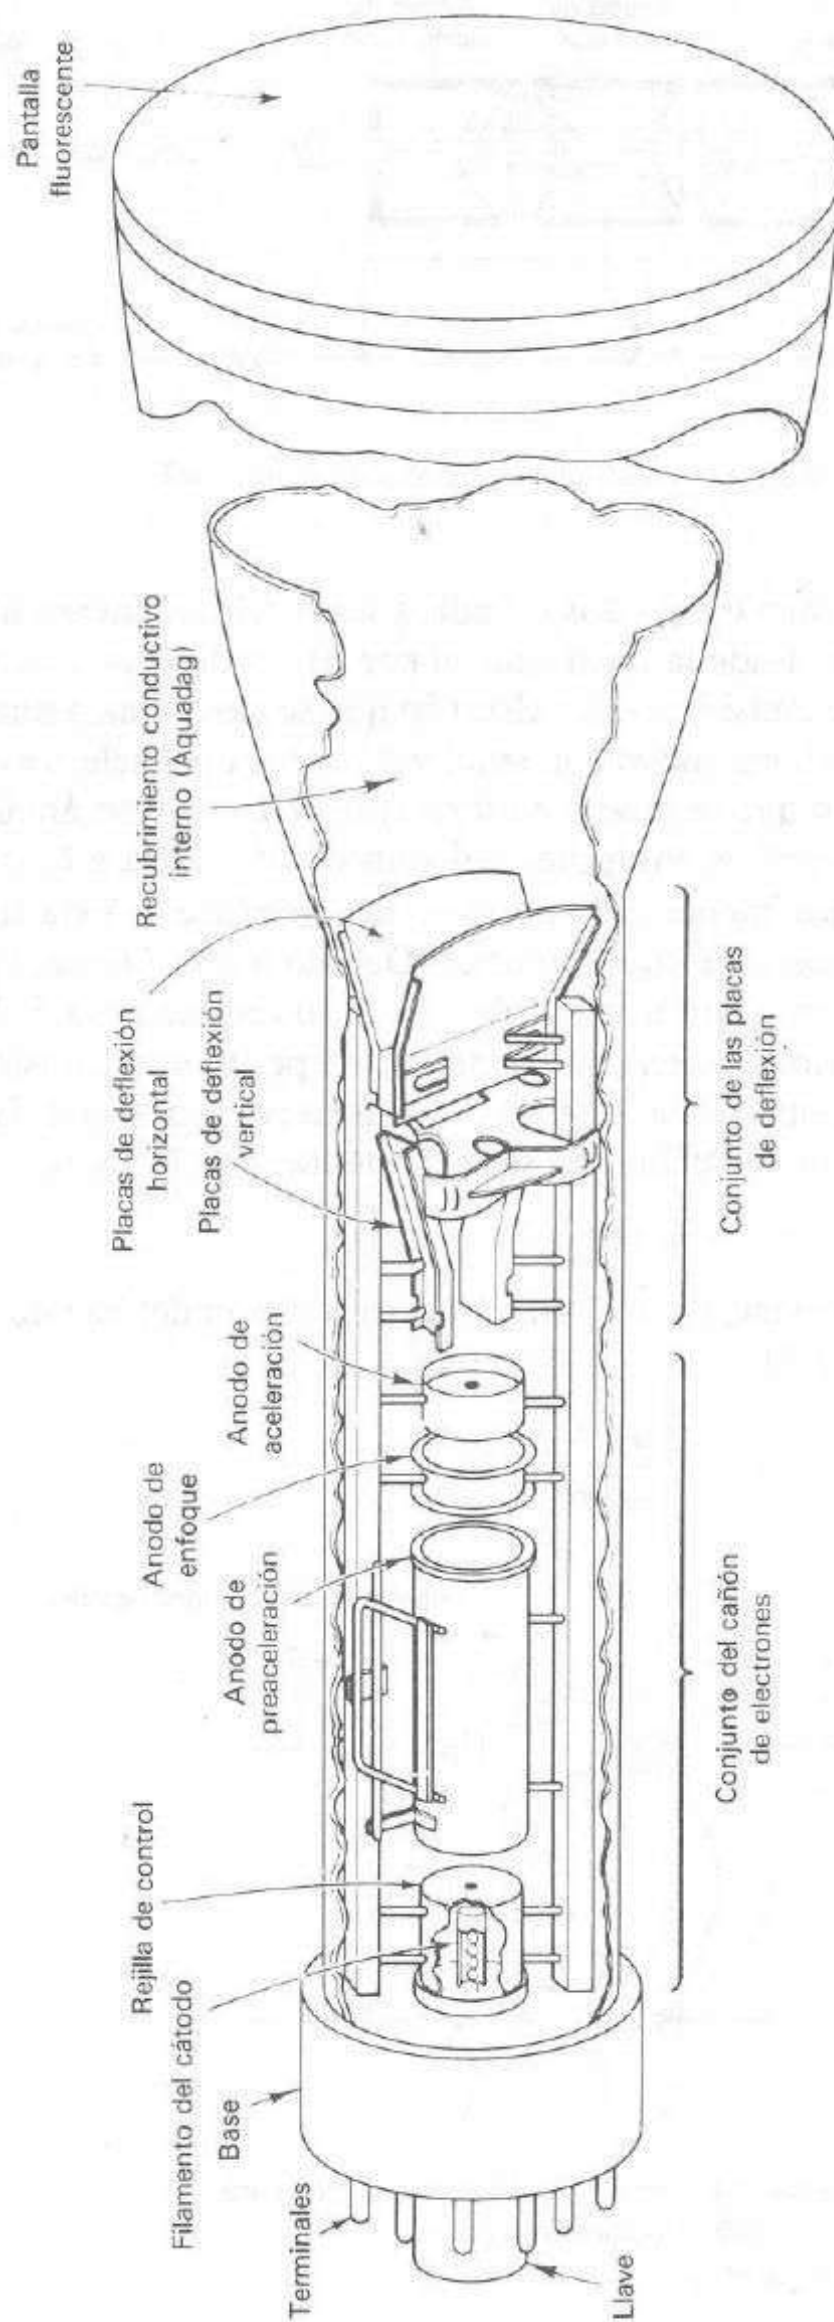 Terminales
Llave
Base
Filamento del cátodo
Rejilla de control
Anodo de
preaceleración
Anodo de
enfoque
Anodo de
aceleración
Placas de deflexión
horizontal
Placas de deflexión
vertical
Recubrimiento conductivo
interno (Aquadag)
Pantalla
fluorescente
Conjunto del cañón
de electrones
Conjunto de las placas
de deflexión